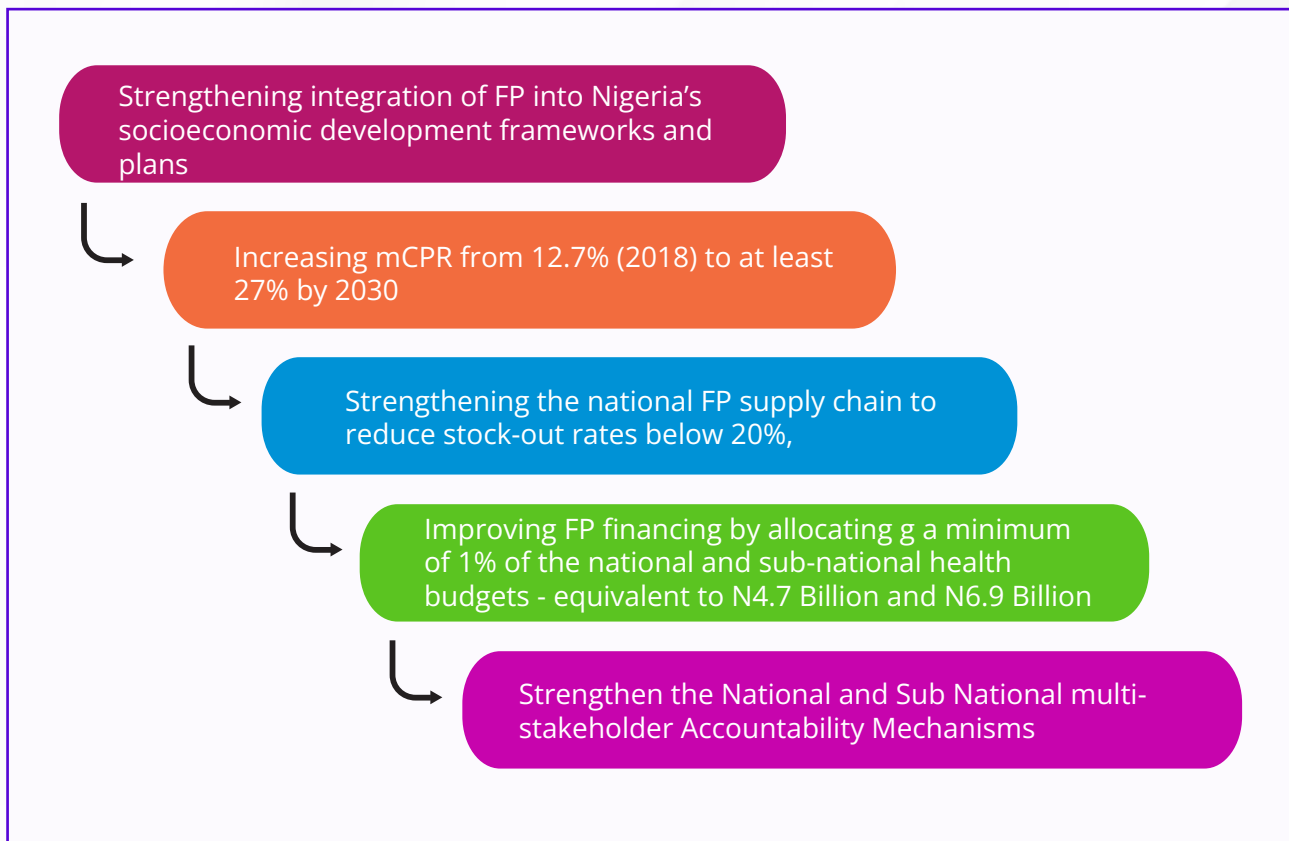 Strengthening integration of FP into Nigeria’s
socioeconomic development frameworks and
plans
Increasing mCPR from 12.7% (2018) to at least
27% by 2030
Strengthening the national FP supply chain to
reduce stock-out rates below 20%,
Improving FP financing by allocating g a minimum
of 1% of the national and sub-national health
budgets - equivalent to N4.7 Billion and N6.9 Billion
Strengthen the National and Sub National multi-
stakeholder Accountability Mechanisms